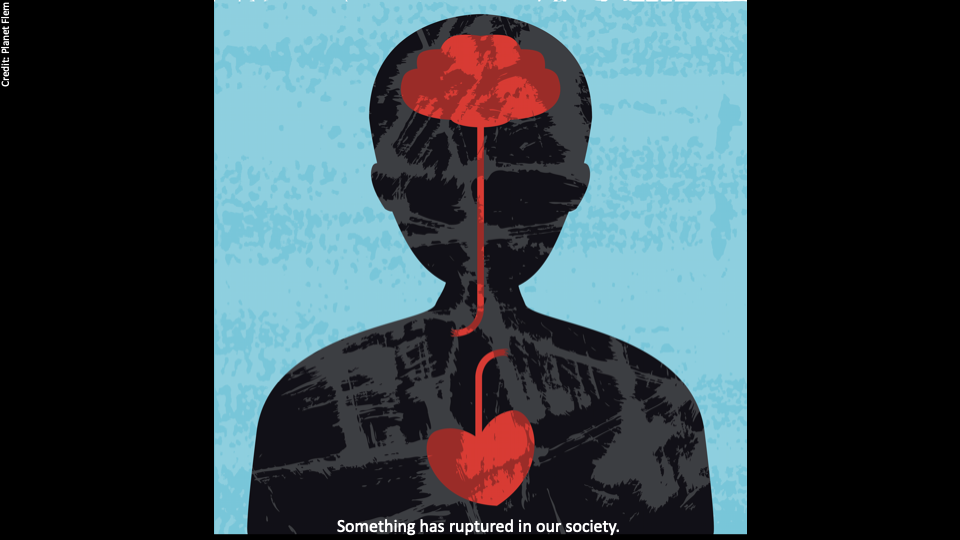 Credit: Planet Flem
Something has ruptured in our society.